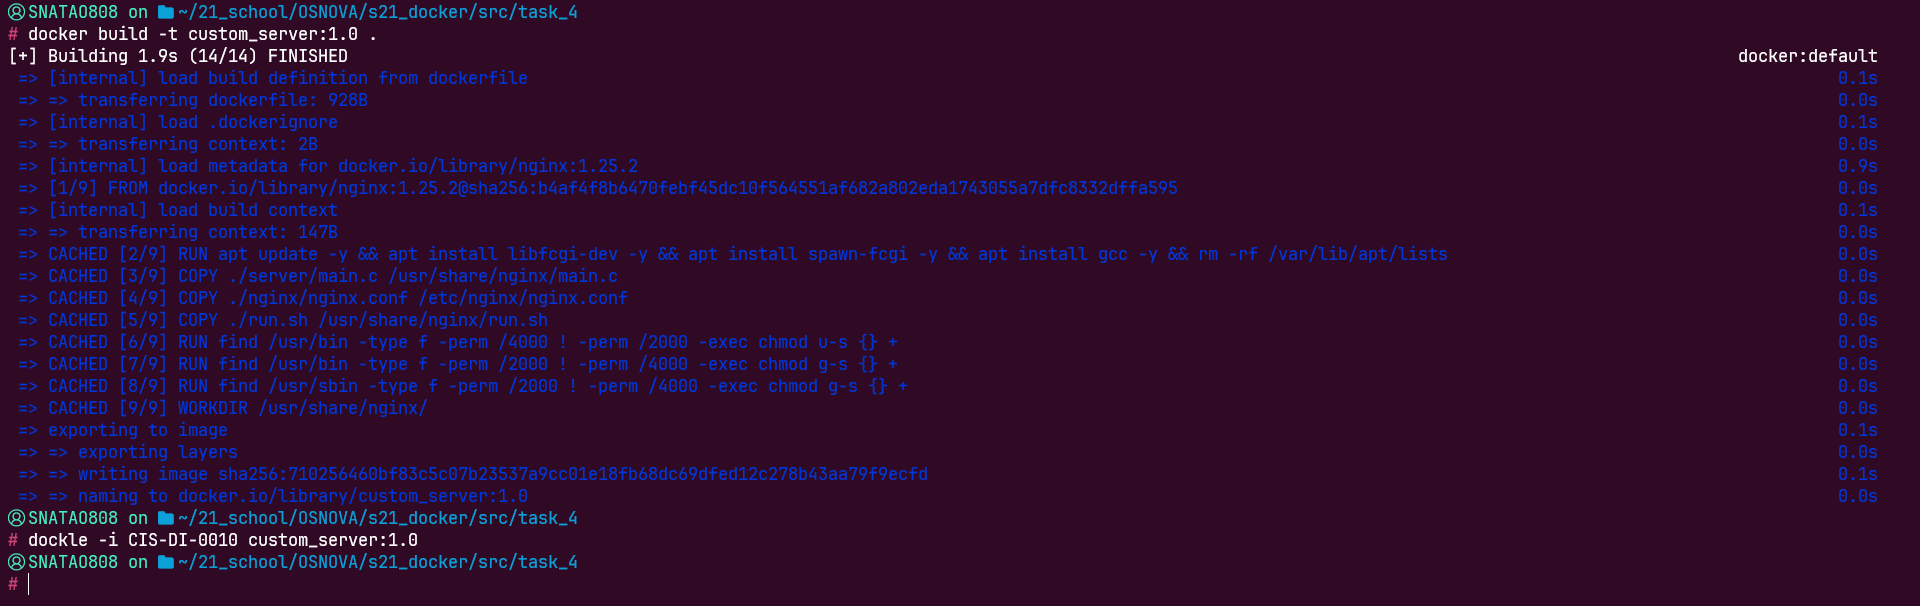 SNATAO808 on ~/21_school/OSNOVA/s21_docker/src/task_4
# docker build -t custom_server:1.0 .
[+] Building 1.9s (14/14) FINISHED docker:default
=> [internal] load build definition from dockerfile 0.1s
=> => transferring dockerfile: 928B 0.0s
=> [internal] load .dockerignore 0.1s
=> => transferring context: 2B 0.0s
=> [internal] load metadata for docker.io/library/nginx:1.25.2 0.9s
=> [1/9] FROM docker.io/library/nginx:1.25.2@sha256:b4af4f8b6470febf45dc10f564551af682a802eda1743055a7dfc8332dffa595 0.0s
=> [internal] load build context 0.1s
=> => transferring context: 147B 0.0s
=> CACHED [2/9] RUN apt update -y && apt install libfcgi-dev -y && apt install spawn-fcgi -y && apt install gcc -y && rm -rf /var/lib/apt/lists 0.0s
=> CACHED [3/9] COPY ./server/main.c /usr/share/nginx/main.c 0.0s
=> CACHED [4/9] COPY ./nginx/nginx.conf /etc/nginx/nginx.conf 0.0s
=> CACHED [5/9] COPY ./run.sh /usr/share/nginx/run.sh 0.0s
=> CACHED [6/9] RUN find /usr/bin -type f -perm /4000 ! -perm /2000 -exec chmod u-s {} + 0.0s
=> CACHED [7/9] RUN find /usr/bin -type f -perm /2000 ! -perm /4000 -exec chmod g-s {} + 0.0s
=> CACHED [8/9] RUN find /usr/sbin -type f -perm /2000 ! -perm /4000 -exec chmod g-s {} + 0.0s
=> CACHED [9/9] WORKDIR /usr/share/nginx/ 0.0s
=> exporting to image 0.1s
=> => exporting layers 0.0s
=> => writing image sha256:710256460bf83c5c07b23537a9cc01e18fb68dc69dfed12c278b43aa79f9ecfd 0.1s
=> => naming to docker.io/library/custom_server:1.0 0.0s
SNATAO808 on ~/21_school/OSNOVA/s21_docker/src/task_4
# dockle -i CIS-DI-0010 custom_server:1.0
SNATAO808 on ~/21_school/OSNOVA/s21_docker/src/task_4
#